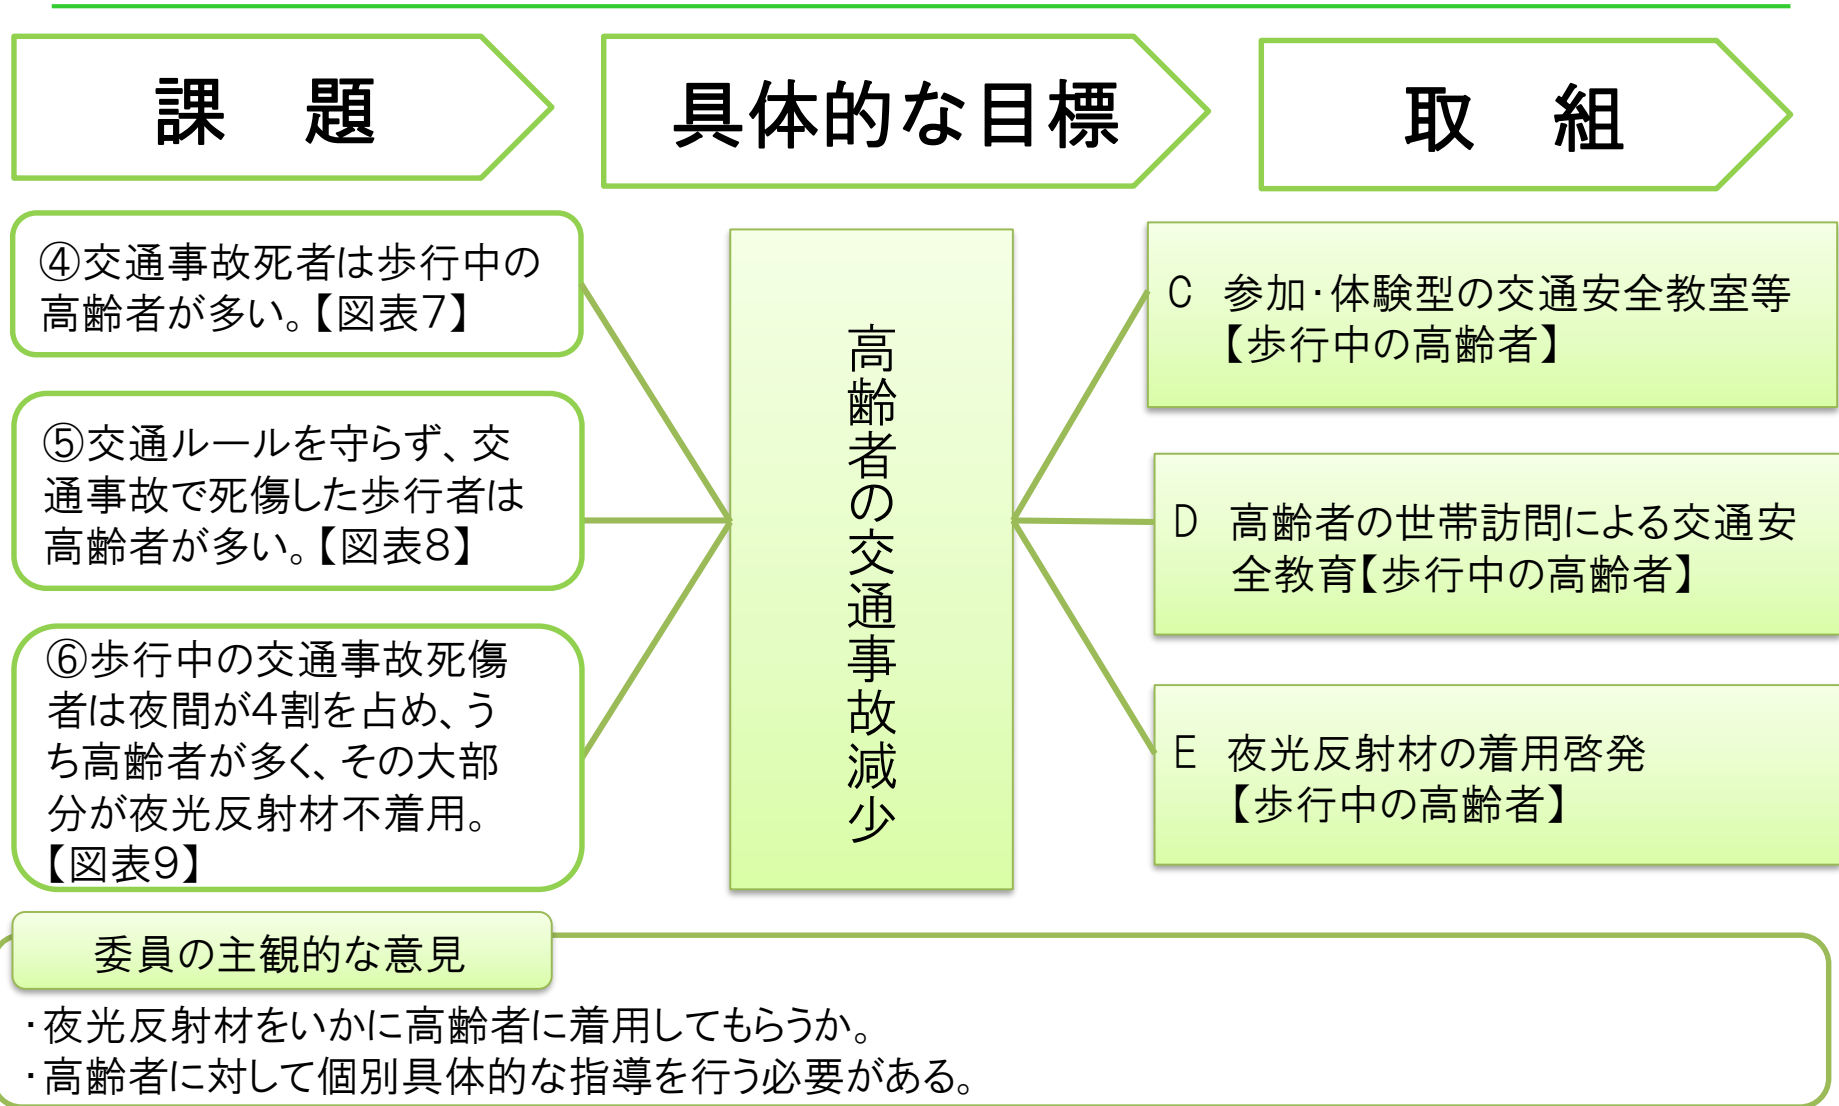 課　題
具体的な目標
取　組
④交通事故死者は歩行中の
高齢者が多い。【図表7】
⑤交通ルールを守らず、交
通事故で死傷した歩行者は
高齢者が多い。【図表8】
⑥歩行中の交通事故死傷
者は夜間が4割を占め、う
ち高齢者が多く、その大部
分が夜光反射材不着用。
【図表9】
高齢者の交通事故減少
C　参加・体験型の交通安全教室等
【歩行中の高齢者】
D　高齢者の世帯訪問による交通安
全教育【歩行中の高齢者】
E　夜光反射材の着用啓発
【歩行中の高齢者】
委員の主観的な意見
・夜光反射材をいかに高齢者に着用してもらうか。
・高齢者に対して個別具体的な指導を行う必要がある。